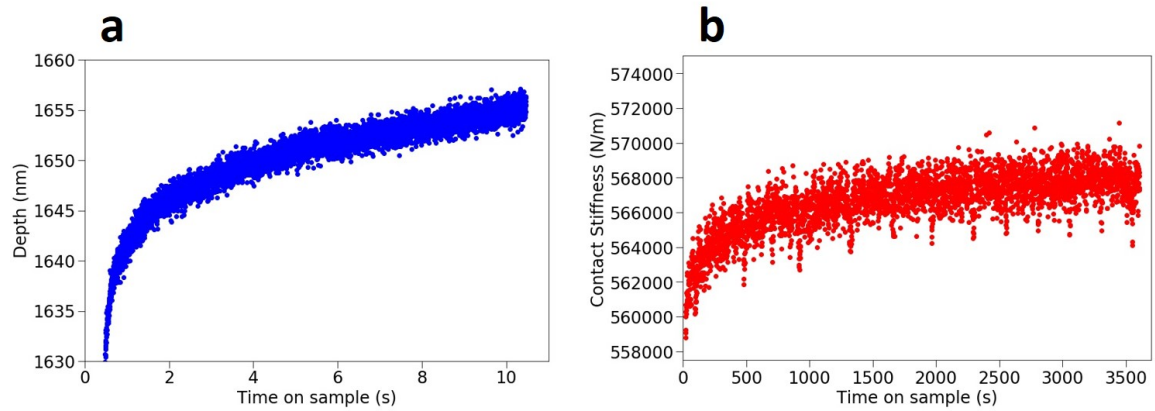 a
1660
1655
1650
1645
1640
1635
1630
Depth (nm)
0 2 4 6 8 10
Time on sample (s)
b
574000
572000
570000
568000
566000
564000
562000
560000
558000
Contact Stiffness (N/m)
0 500 1000 1500 2000 2500 3000 3500
Time on sample (s)